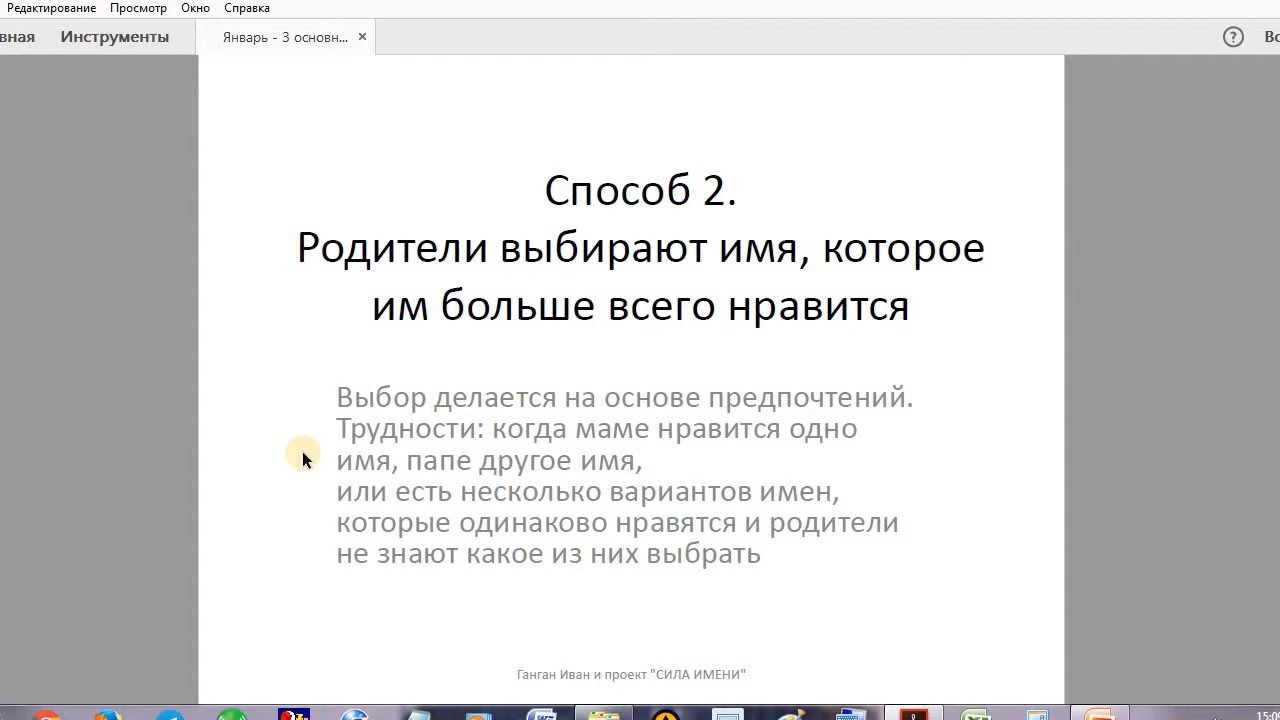 Редактирование Просмотр Окно Справка
вная Инструменты Январь - 3 основн... × ? Вс
Способ 2.
Родители выбирают имя, которое
им больше всего нравится
Выбор делается на основе предпочтений.
Трудности: когда маме нравится одно
имя, папе другое имя,
или есть несколько вариантов имен,
которые одинаково нравятся и родители
не знают какое из них выбрать
Ганган Иван и проект "СИЛА ИМЕНИ"